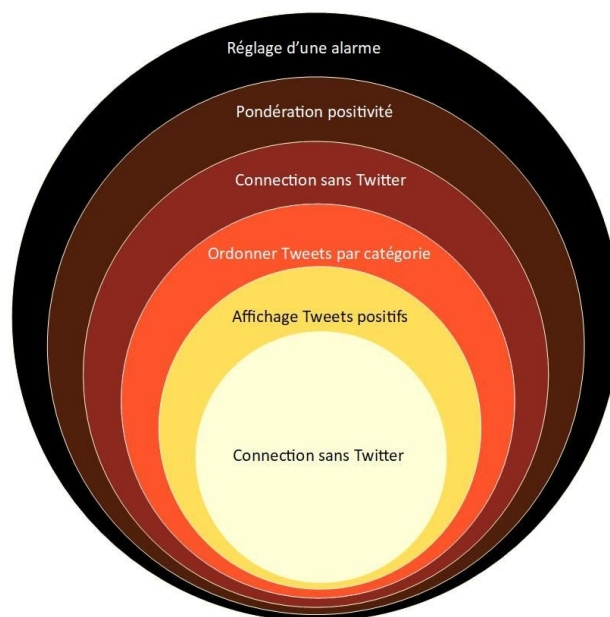 Réglage d’une alarme
Pondération positivité
Connection sans Twitter
Ordonner Tweets par catégorie
Affichage Tweets positifs
Connection sans Twitter